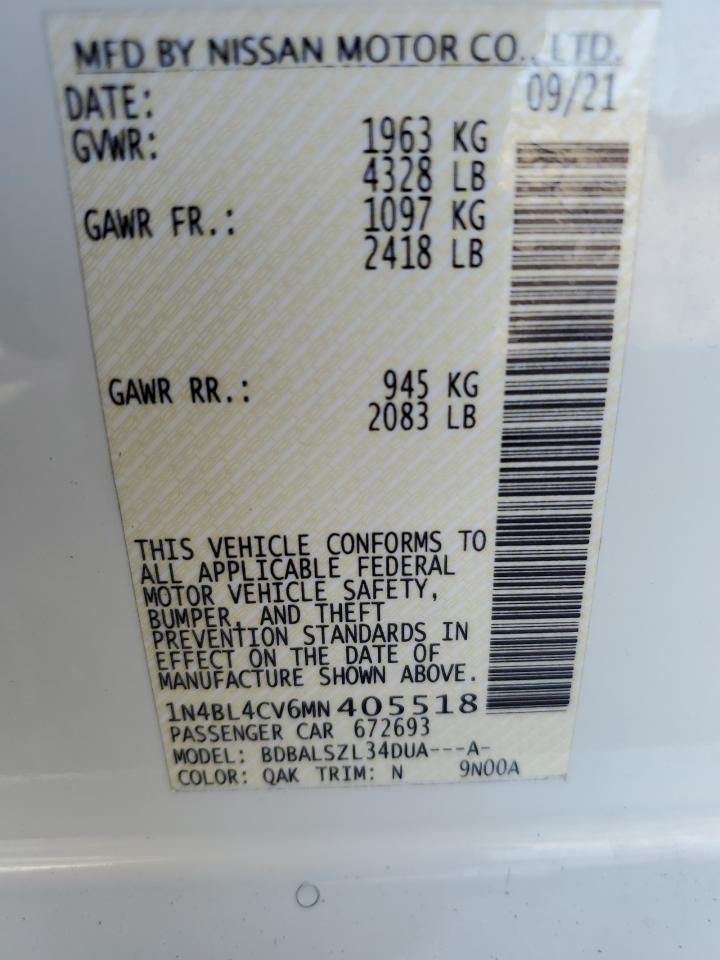 MFD BY NISSAN MOTOR CO., LTD.
DATE: 09/21
GVWR: 1963 KG
4328 LB
GAWR FR.: 1097 KG
2418 LB
GAWR RR.: 945 KG
2083 LB
THIS VEHICLE CONFORMS TO
ALL APPLICABLE FEDERAL
MOTOR VEHICLE SAFETY,
BUMPER, AND THEFT
PREVENTION STANDARDS IN
EFFECT ON THE DATE OF
MANUFACTURE SHOWN ABOVE.
1N4BL4CV6MN405518
PASSENGER CAR 672693
MODEL: BDBALSZL34DUA---A-
COLOR: QAK TRIM: N 9N00A